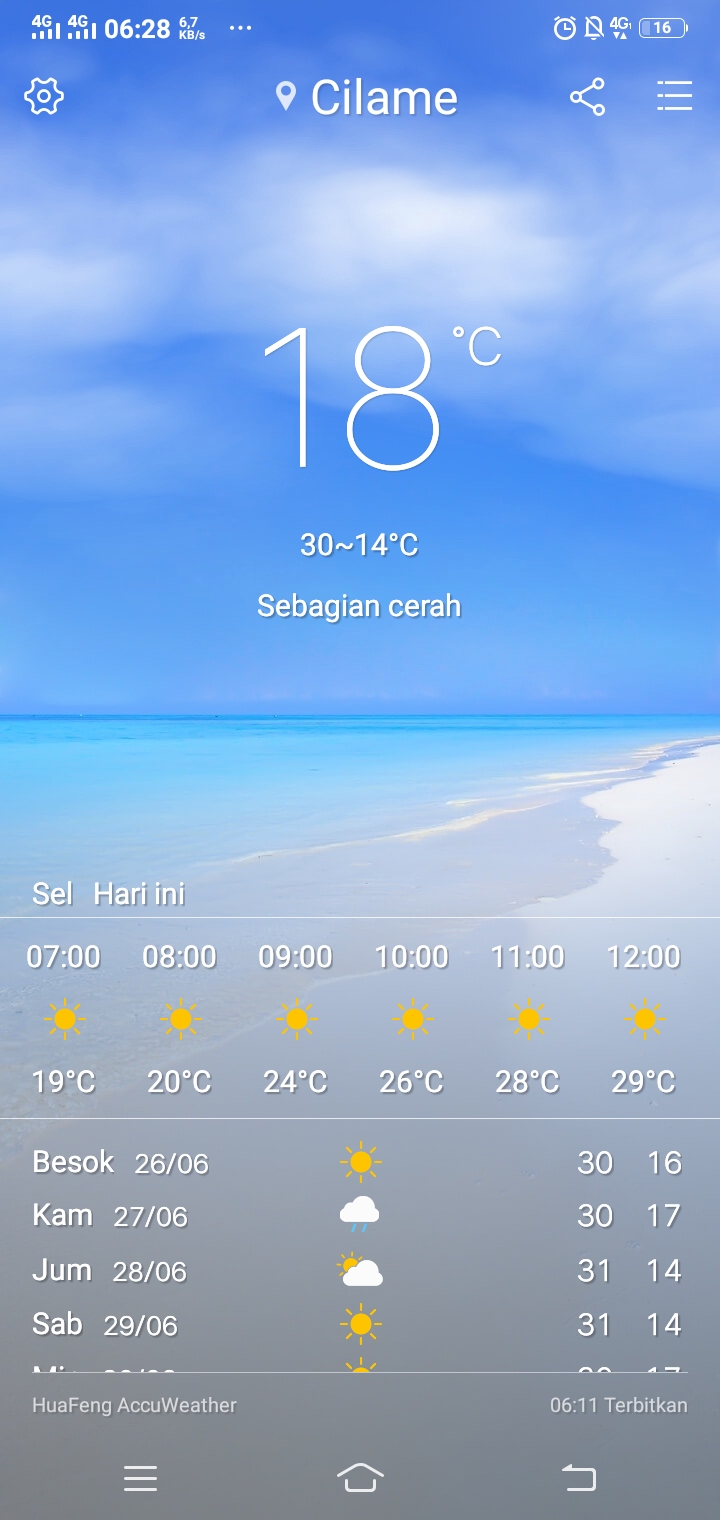 4G 4G 06:28 6,7 KB/s ... 4G 16
Cilame
18 °C
30~14°C
Sebagian cerah
Sel Hari ini
07:00 08:00 09:00 10:00 11:00 12:00
19°C 20°C 24°C 26°C 28°C 29°C
Besok 26/06 30 16
Kam 27/06 30 17
Jum 28/06 31 14
Sab 29/06 31 14
HuaFeng AccuWeather 06:11 Terbitkan